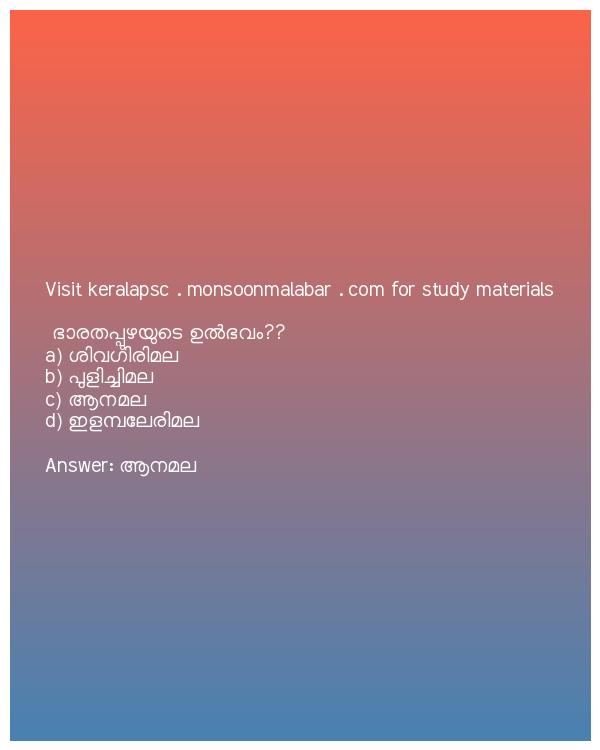 Visit keralapsc . monsoonmalabar . com for study materials
ഭാരതപ്പുഴയുടെ ഉൽഭവം??
a) ശിവഗിരിമല
b) പുളിച്ചിമല
c) ആനമല
d) ഇളമ്പലേരിമല
Answer: ആനമല